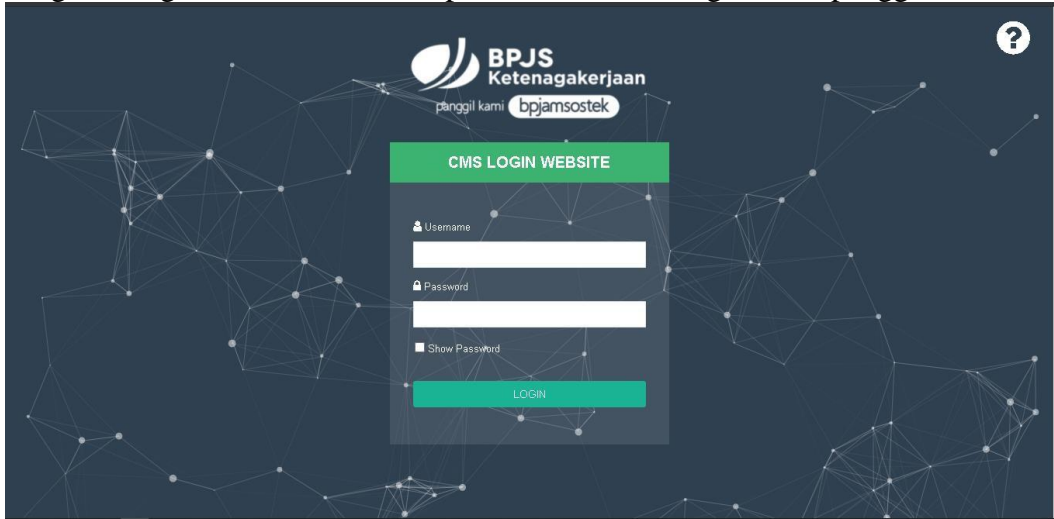 ?
BPJS
Ketenagakerjaan
panggil kami bpjamsostek
CMS LOGIN WEBSITE
Username
Password
Show Password
LOGIN